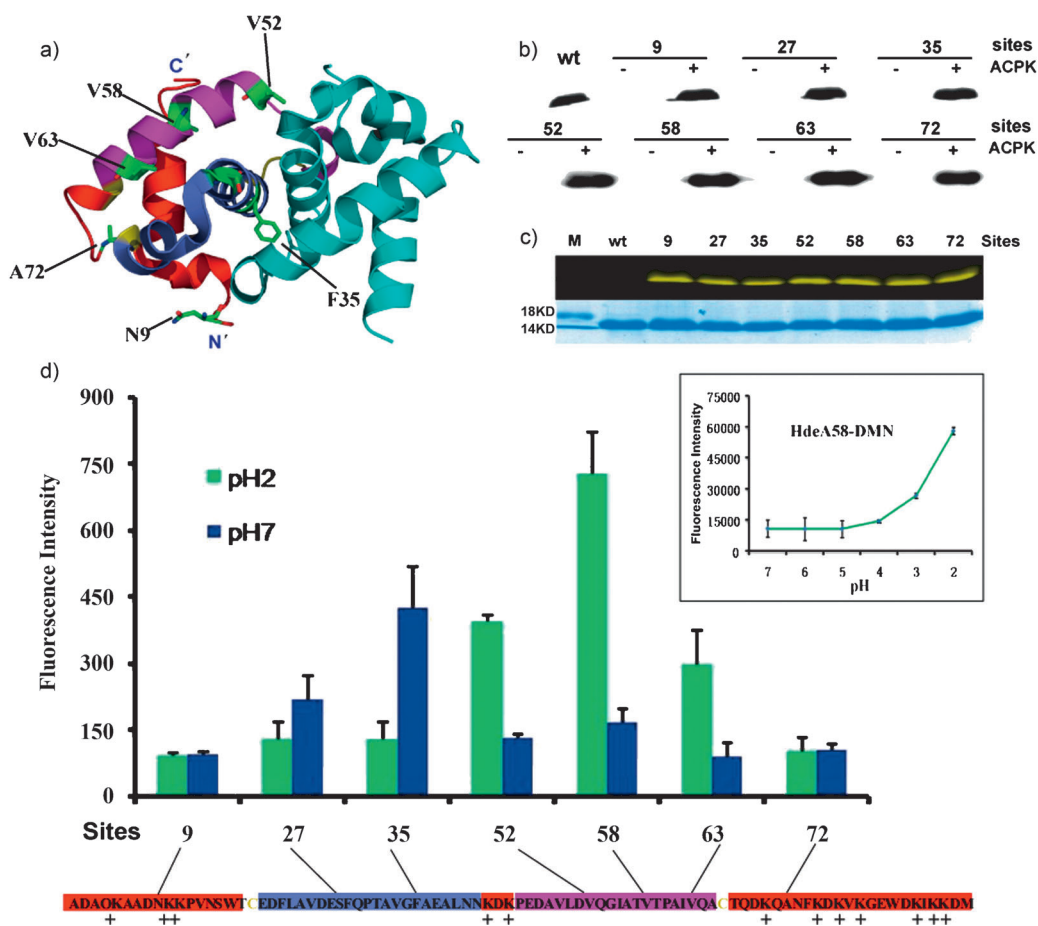 a)
V52
C´
V58
V63
A72
N9
N´
F35
b)
wt
9 27 35 sites
- + - + - + ACPK
52 58 63 72 sites
- + - + - + - + ACPK
c)
M wt 9 27 35 52 58 63 72 Sites
18KD
14KD
d)
Fluorescence Intensity
900
750
600
450
300
150
0
pH2
pH7
Fluorescence Intensity
75000
60000
45000
30000
15000
0
HdeA58-DMN
7 6 5 4 3 2
pH
Sites 9 27 35 52 58 63 72
ADAOKAADNKKPVNSWTCEDFLAVDESFQPTAVGFAEALNNKDKPEDAVLDVQGIATVTPAIVQACTQDKQANFKDKVKGEWDKIKKDM
+ + + + + + + + + + + +